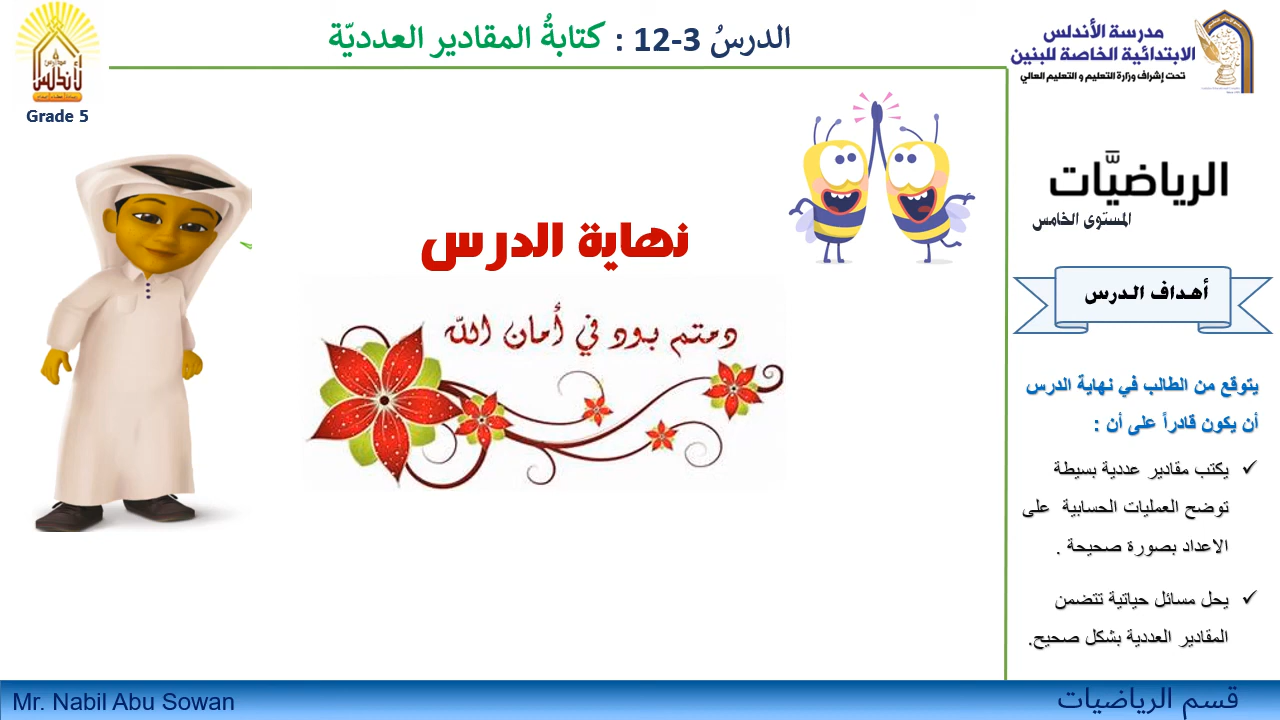 الدرسُ 3-12 : كتابةُ المقادير العدديّة
مدرسة الأندلس
الابتدائية الخاصة للبنين
تحت إشراف وزارة التعليم و التعليم العالي
الأندلس
Grade 5
الرياضيَّات
المستوى الخامس
أهداف الدرس
يتوقع من الطالب في نهاية الدرس
أن يكون قادراً على أن :
✓ يكتب مقادير عددية بسيطة
توضح العمليات الحسابية على
الاعداد بصورة صحيحة .
✓ يحل مسائل حياتية تتضمن
المقادير العددية بشكل صحيح.
نهاية الدرس
دمتم بود في أمان الله
Mr. Nabil Abu Sowan
قسم الرياضيات